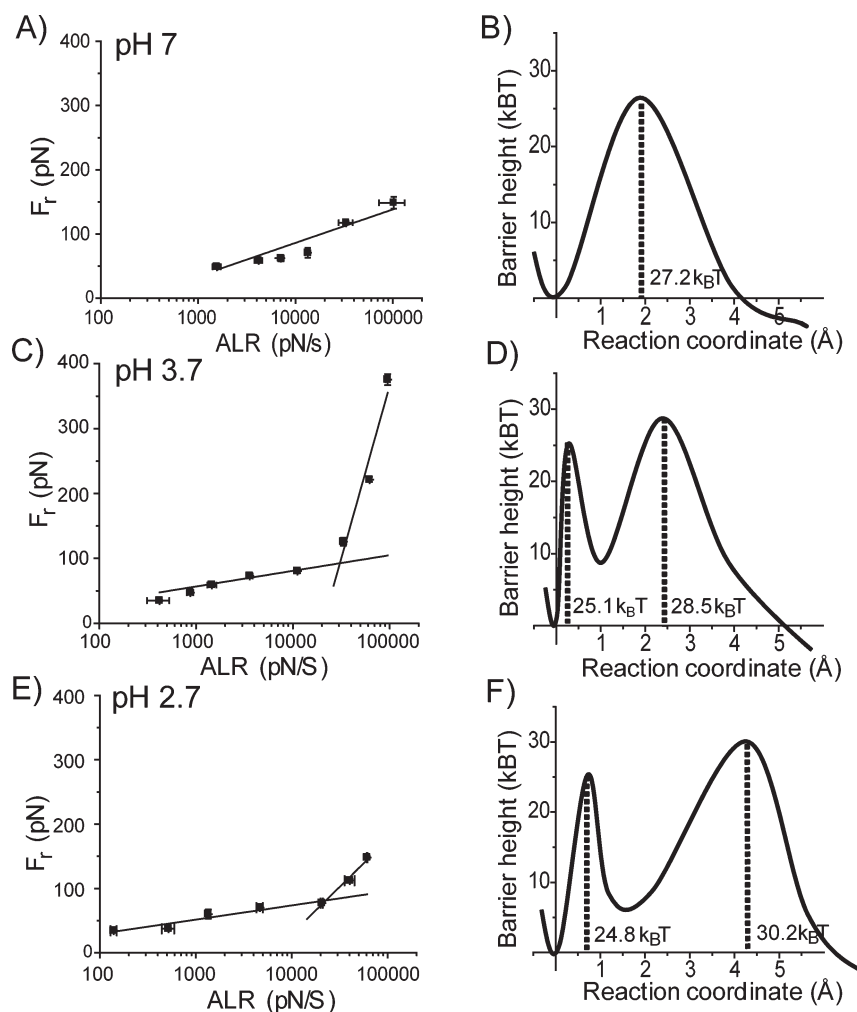 A)
pH 7
400
300
200
150
100
50
0
100 1000 10000 100000
Fr (pN)
ALR (pN/s)
B)
30
20
10
Barrier height (kBT)
27.2kBT
1 2 3 4 5
Reaction coordinate (Å)
C)
pH 3.7
400
300
200
100
50
0
100 1000 10000 100000
Fr (pN)
ALR (pN/S)
D)
30
20
10
Barrier height (kBT)
25.1kBT 28.5kBT
1 2 3 4 5
Reaction coordinate (Å)
E)
pH 2.7
400
300
200
100
50
0
100 1000 10000 100000
Fr (pN)
ALR (pN/S)
F)
30
20
10
Barrier height (kBT)
24.8kBT 30.2kBT
1 2 3 4 5
Reaction coordinate (Å)